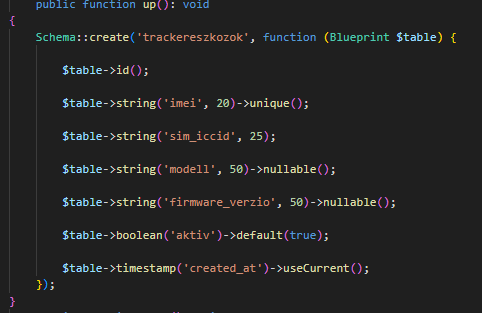 public function up(): void
{
Schema::create('trackereszkozok', function (Blueprint $table) {
$table->id();
$table->string('imei', 20)->unique();
$table->string('sim_iccid', 25);
$table->string('modell', 50)->nullable();
$table->string('firmware_verzio', 50)->nullable();
$table->boolean('aktiv')->default(true);
$table->timestamp('created_at')->useCurrent();
});
}